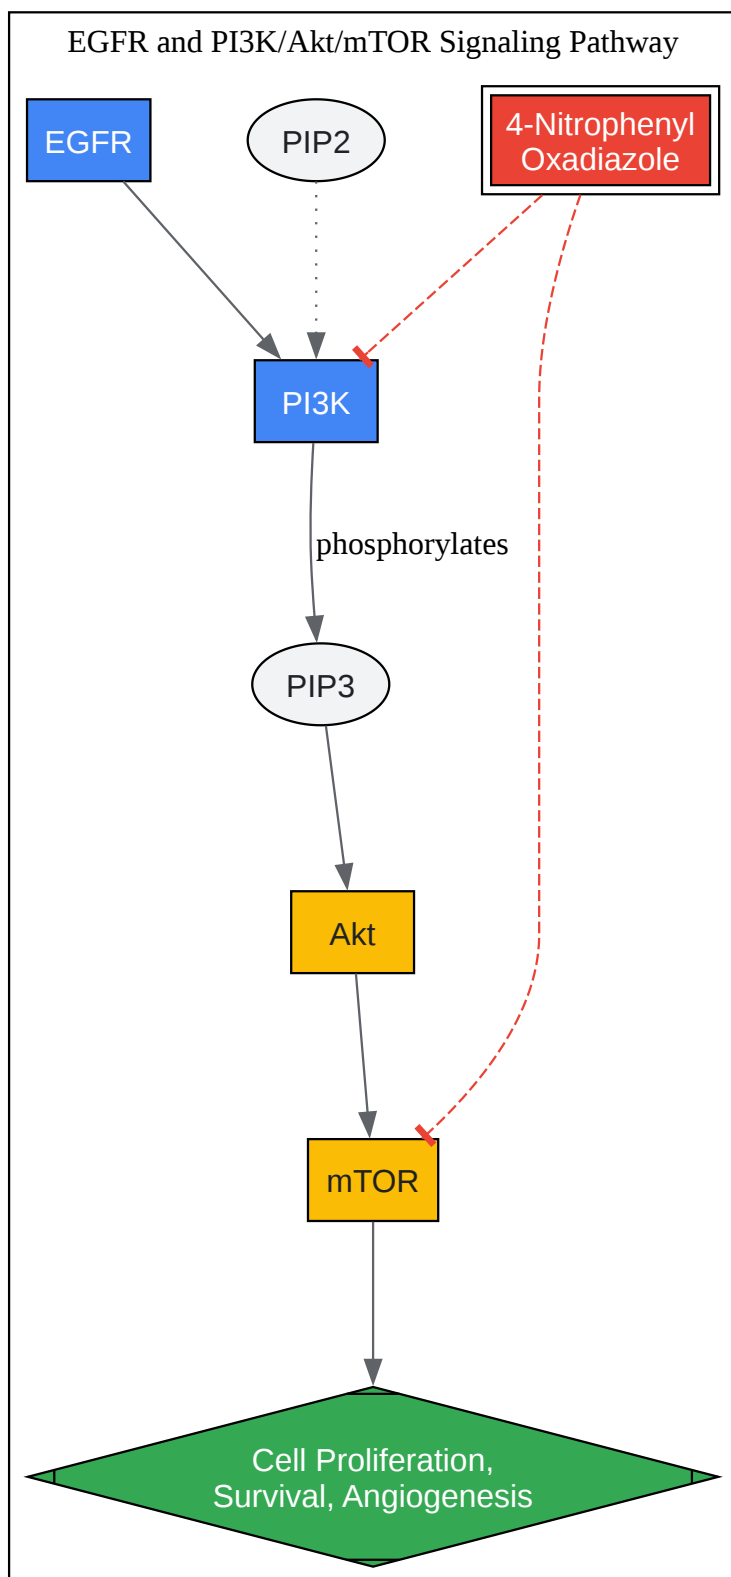 EGFR and PI3K/Akt/mTOR Signaling Pathway
EGFR
PIP2
4-Nitrophenyl
Oxadiazole
PI3K
phosphorylates
PIP3
Akt
mTOR
Cell Proliferation,
Survival, Angiogenesis